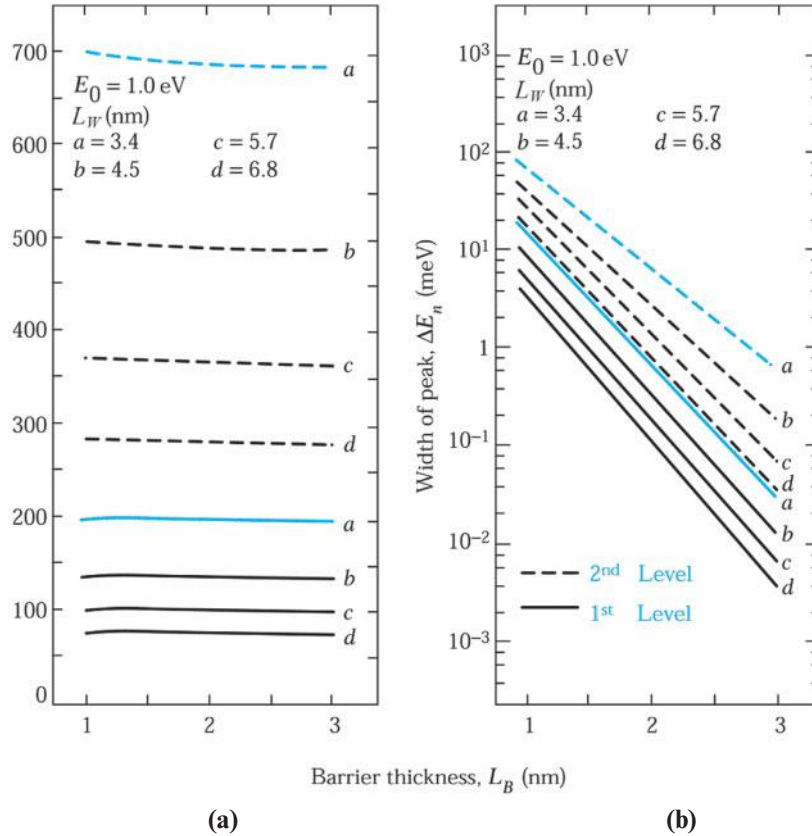 700
600
500
400
300
200
100
0
E₀ = 1.0 eV
L_W (nm)
a = 3.4 c = 5.7
b = 4.5 d = 6.8
a
b
c
d
a
b
c
d
1 2 3
Width of peak, ΔEₙ (meV)
10³
10²
10¹
1
10⁻¹
10⁻²
10⁻³
E₀ = 1.0 eV
L_W (nm)
a = 3.4 c = 5.7
b = 4.5 d = 6.8
a
b
c
d
a
b
c
d
2nd Level
1st Level
1 2 3
Barrier thickness, L_B (nm)
(a) (b)